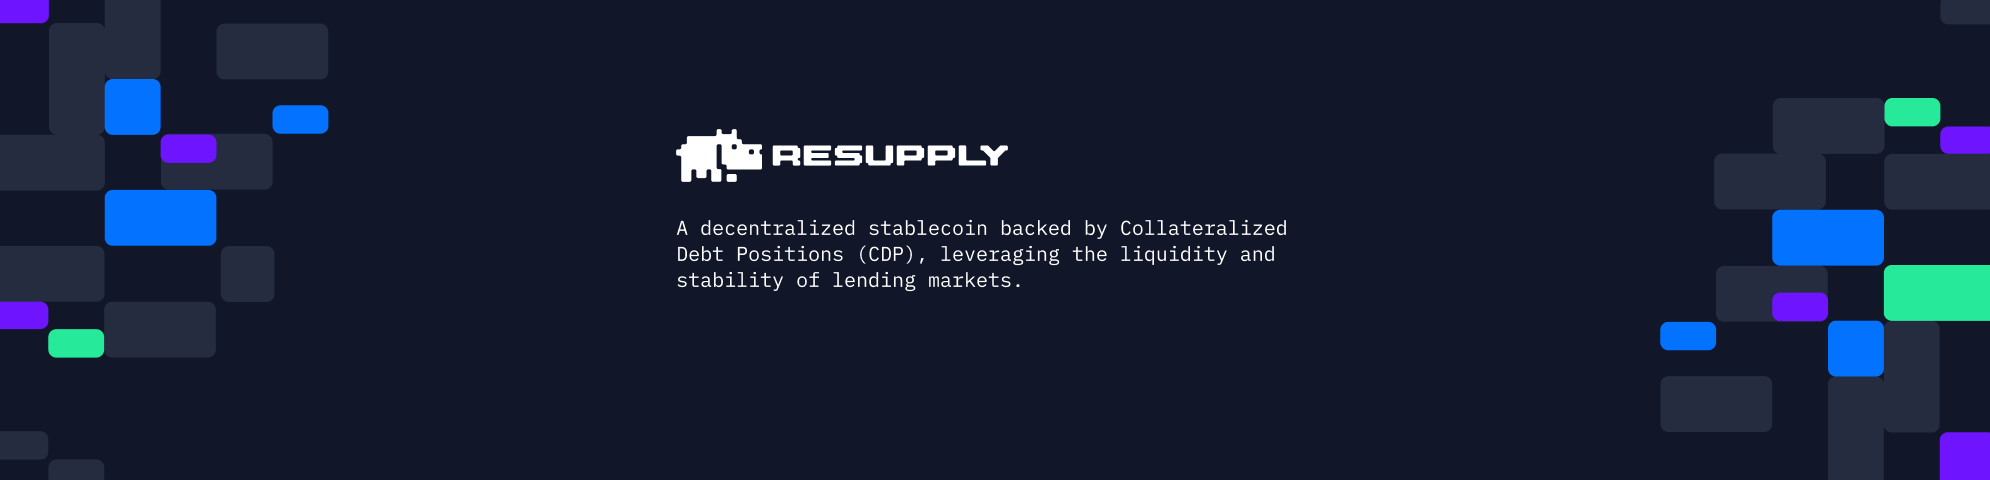 RESUPPLY
A decentralized stablecoin backed by Collateralized
Debt Positions (CDP), leveraging the liquidity and
stability of lending markets.